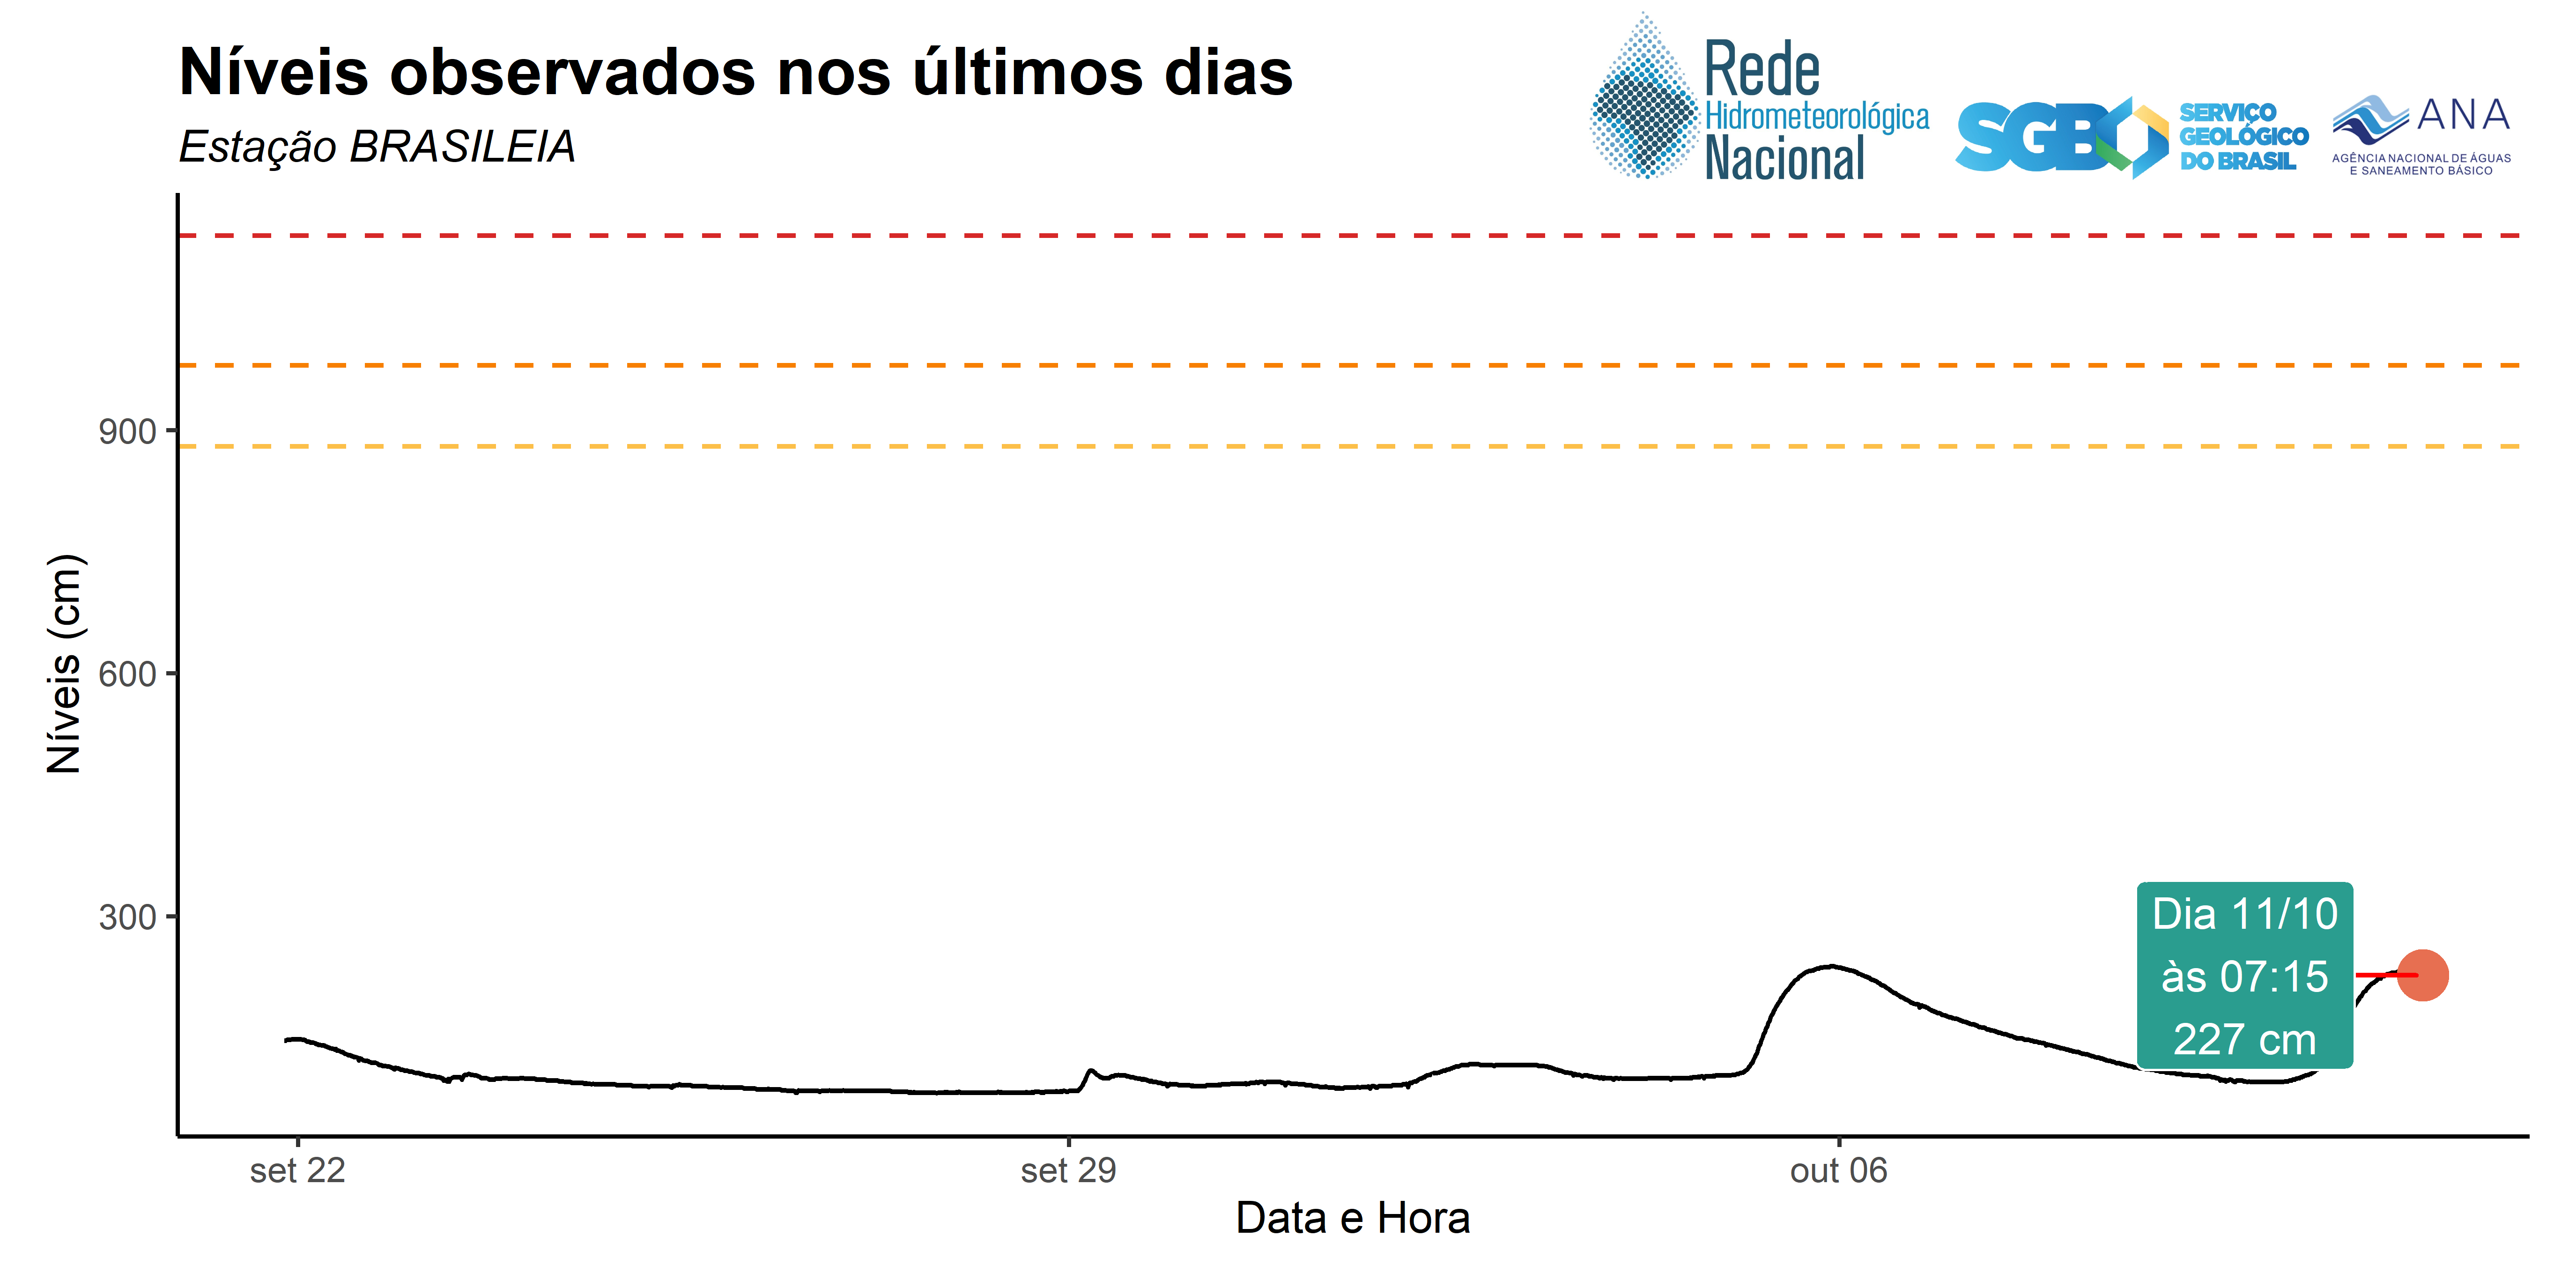 Níveis observados nos últimos dias
Estação BRASILEIA
Rede
Hidrometeorológica
Nacional
SGB
SERVIÇO
GEOLÓGICO
DO BRASIL
ANA
AGÊNCIA NACIONAL DE ÁGUAS
E SANEAMENTO BÁSICO
Níveis (cm)
900
600
300
Dia 11/10
às 07:15
227 cm
set 22
set 29
out 06
Data e Hora